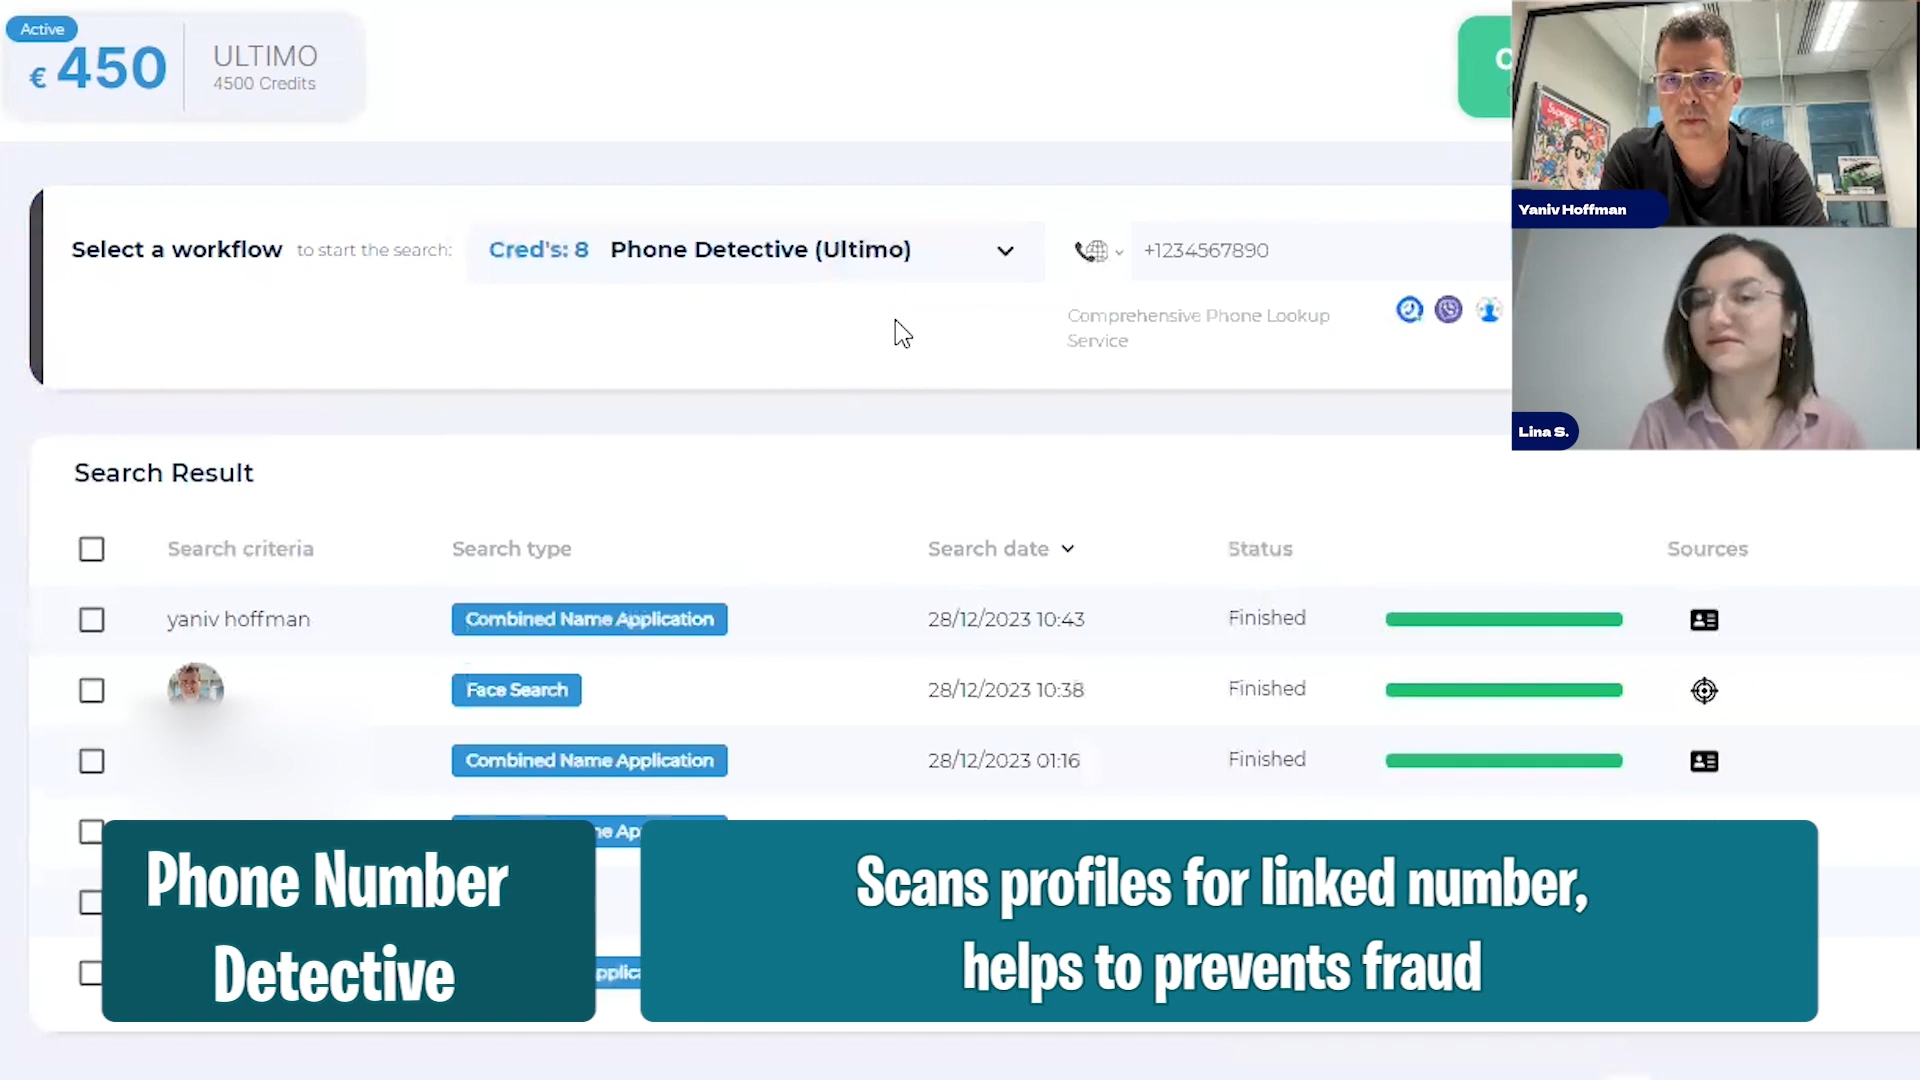 Active
€ 450
ULTIMO
4500 Credits
Yaniv Hoffman
Lina S.
Select a workflow to start the search: Cred's: 8 Phone Detective (Ultimo)
+1234567890
Comprehensive Phone Lookup
Service
Search Result
Search criteria Search type Search date Status Sources
yaniv hoffman Combined Name Application 28/12/2023 10:43 Finished
Face Search 28/12/2023 10:38 Finished
Combined Name Application 28/12/2023 01:16 Finished
Phone Number
Detective
Scans profiles for linked number,
helps to prevents fraud